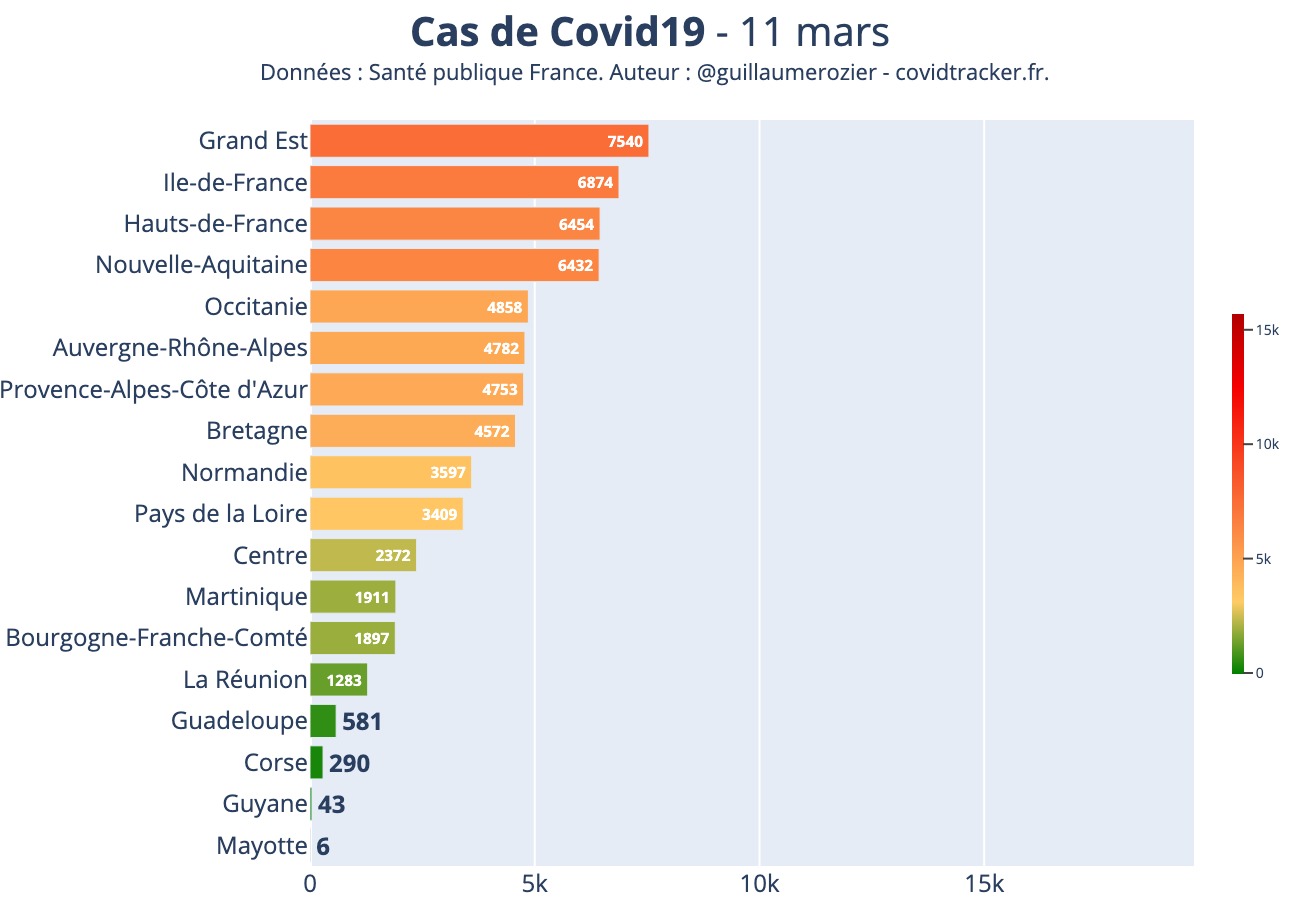 Cas de Covid19 - 11 mars
Données : Santé publique France. Auteur : @guillaumerozier - covidtracker.fr.
Grand Est 7540
Ile-de-France 6874
Hauts-de-France 6454
Nouvelle-Aquitaine 6432
Occitanie 4858
Auvergne-Rhône-Alpes 4782
Provence-Alpes-Côte d'Azur 4753
Bretagne 4572
Normandie 3597
Pays de la Loire 3409
Centre 2372
Martinique 1911
Bourgogne-Franche-Comté 1897
La Réunion 1283
Guadeloupe 581
Corse 290
Guyane 43
Mayotte 6
0 5k 10k 15k
15k
10k
5k
0